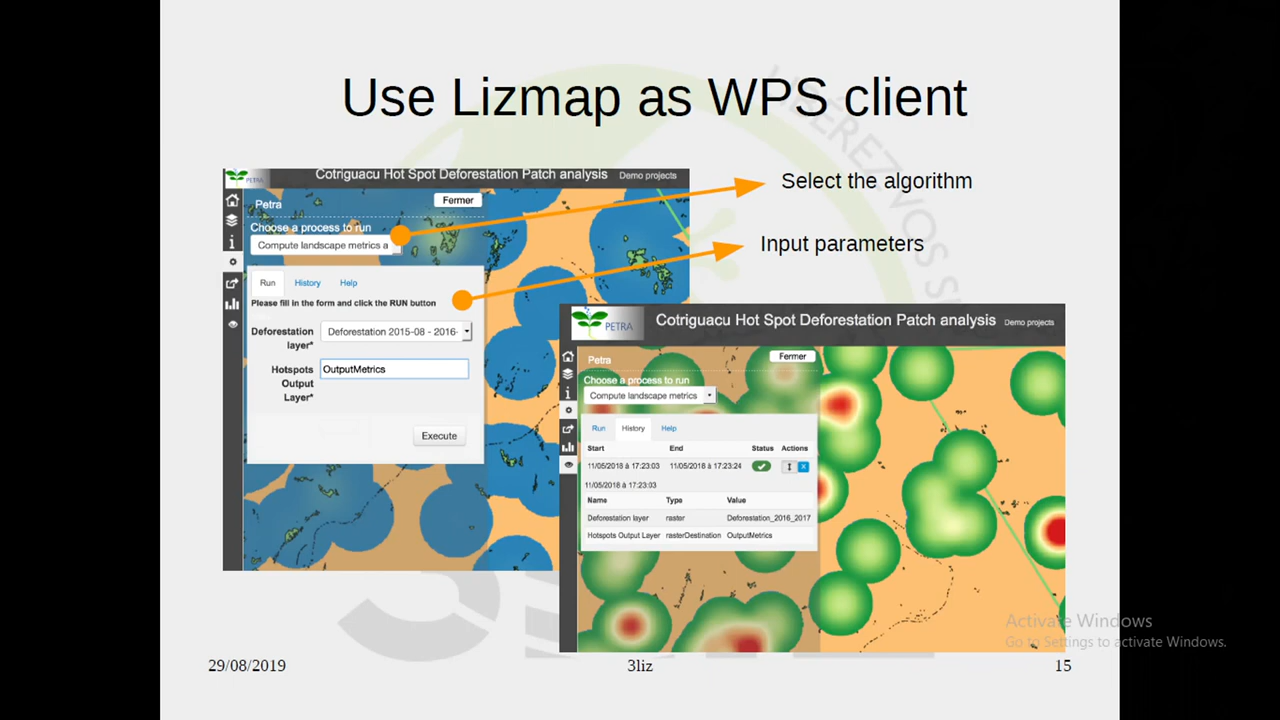 Use Lizmap as WPS client
PETRA
Cotriguacu Hot Spot Deforestation Patch analysis
Demo projects
Petra
Fermer
Choose a process to run
Compute landscape metrics a
Run History Help
Please fill in the form and click the RUN button
Deforestation
layer*
Deforestation 2015-08 - 2016-
Hotspots
Output
Layer*
OutputMetrics
Execute
Select the algorithm
Input parameters
PETRA
Cotriguacu Hot Spot Deforestation Patch analysis
Demo projects
Petra
Fermer
Choose a process to run
Compute landscape metrics
Run History Help
Start End Status Actions
11/05/2018 à 17:23:03 11/05/2018 à 17:23:24
11/05/2018 à 17:23:03
Name Type Value
Deforestation layer raster Deforestation_2016_2017
Hotspots Output Layer rasterDestination OutputMetrics
Activate Windows
Go to Settings to activate Windows.
29/08/2019 3liz 15